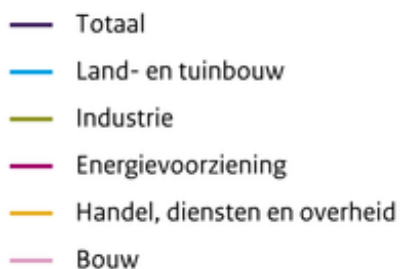 Totaal
Land- en tuinbouw
Industrie
Energievoorziening
Handel, diensten en overheid
Bouw